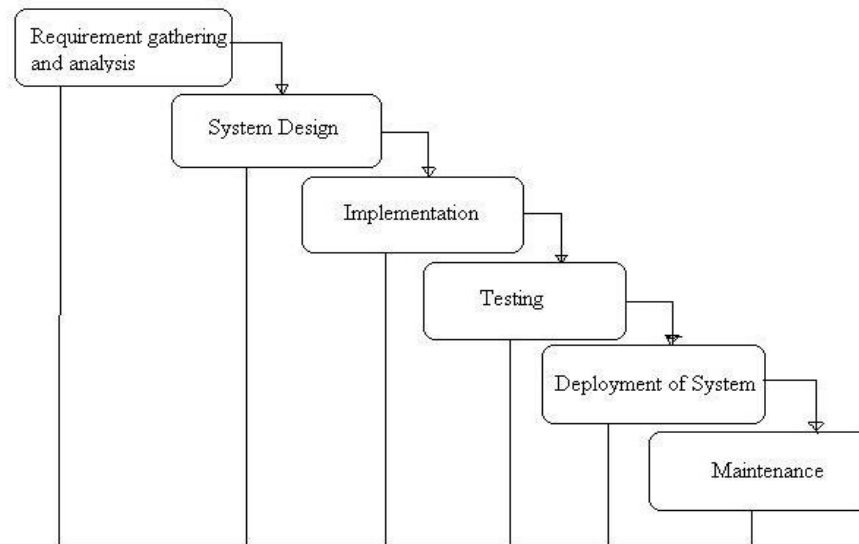 Requirement gathering
and analysis
System Design
Implementation
Testing
Deployment of System
Maintenance